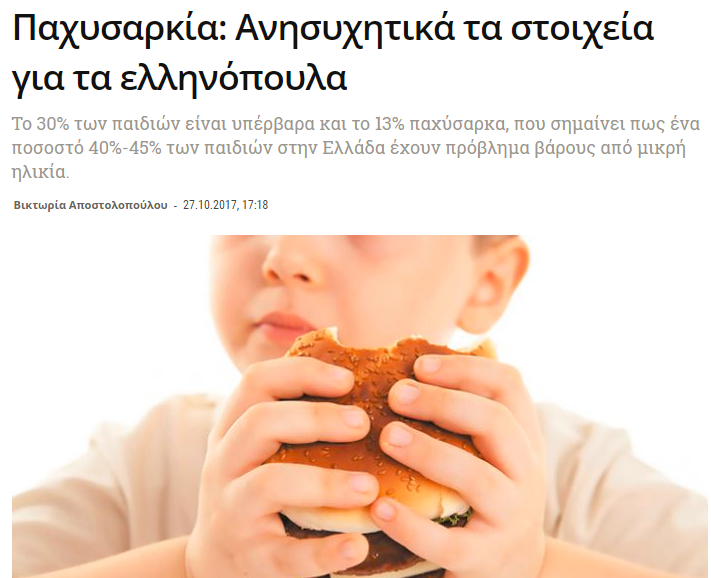 Παχυσαρκία: Ανησυχητικά τα στοιχεία
για τα ελληνόπουλα
Το 30% των παιδιών είναι υπέρβαρα και το 13% παχύσαρκα, που σημαίνει πως ένα
ποσοστό 40%-45% των παιδιών στην Ελλάδα έχουν πρόβλημα βάρους από μικρή
ηλικία.
Βικτωρία Αποστολοπούλου - 27.10.2017, 17:18